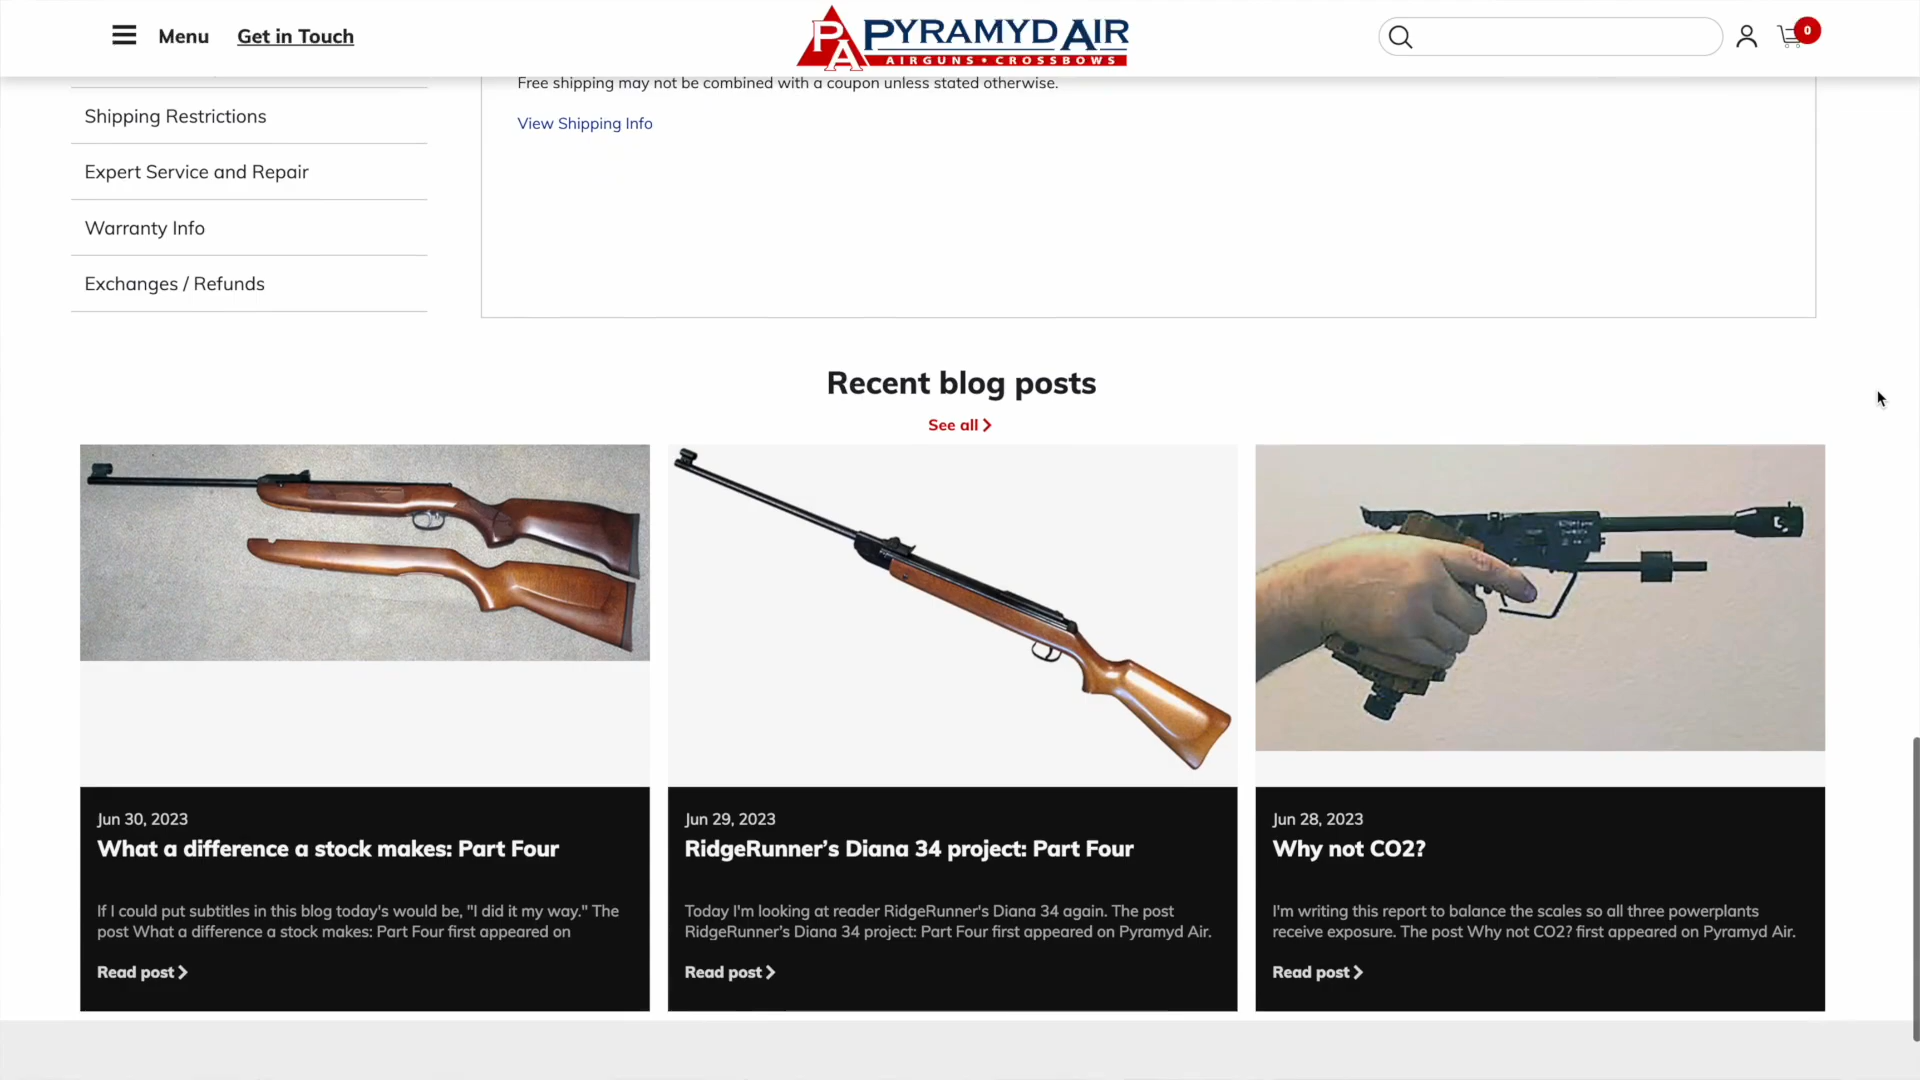 Menu
Get in Touch
PA PYRAMYD AIR
AIRGUNS • CROSSBOWS
0
Free shipping may not be combined with a coupon unless stated otherwise.
View Shipping Info
Shipping Restrictions
Expert Service and Repair
Warranty Info
Exchanges / Refunds
Recent blog posts
See all
Jun 30, 2023
What a difference a stock makes: Part Four
If I could put subtitles in this blog today's would be, "I did it my way." The
post What a difference a stock makes: Part Four first appeared on
Read post
Jun 29, 2023
RidgeRunner’s Diana 34 project: Part Four
Today I'm looking at reader RidgeRunner's Diana 34 again. The post
RidgeRunner’s Diana 34 project: Part Four first appeared on Pyramyd Air.
Read post
Jun 28, 2023
Why not CO2?
I'm writing this report to balance the scales so all three powerplants
receive exposure. The post Why not CO2? first appeared on Pyramyd Air.
Read post